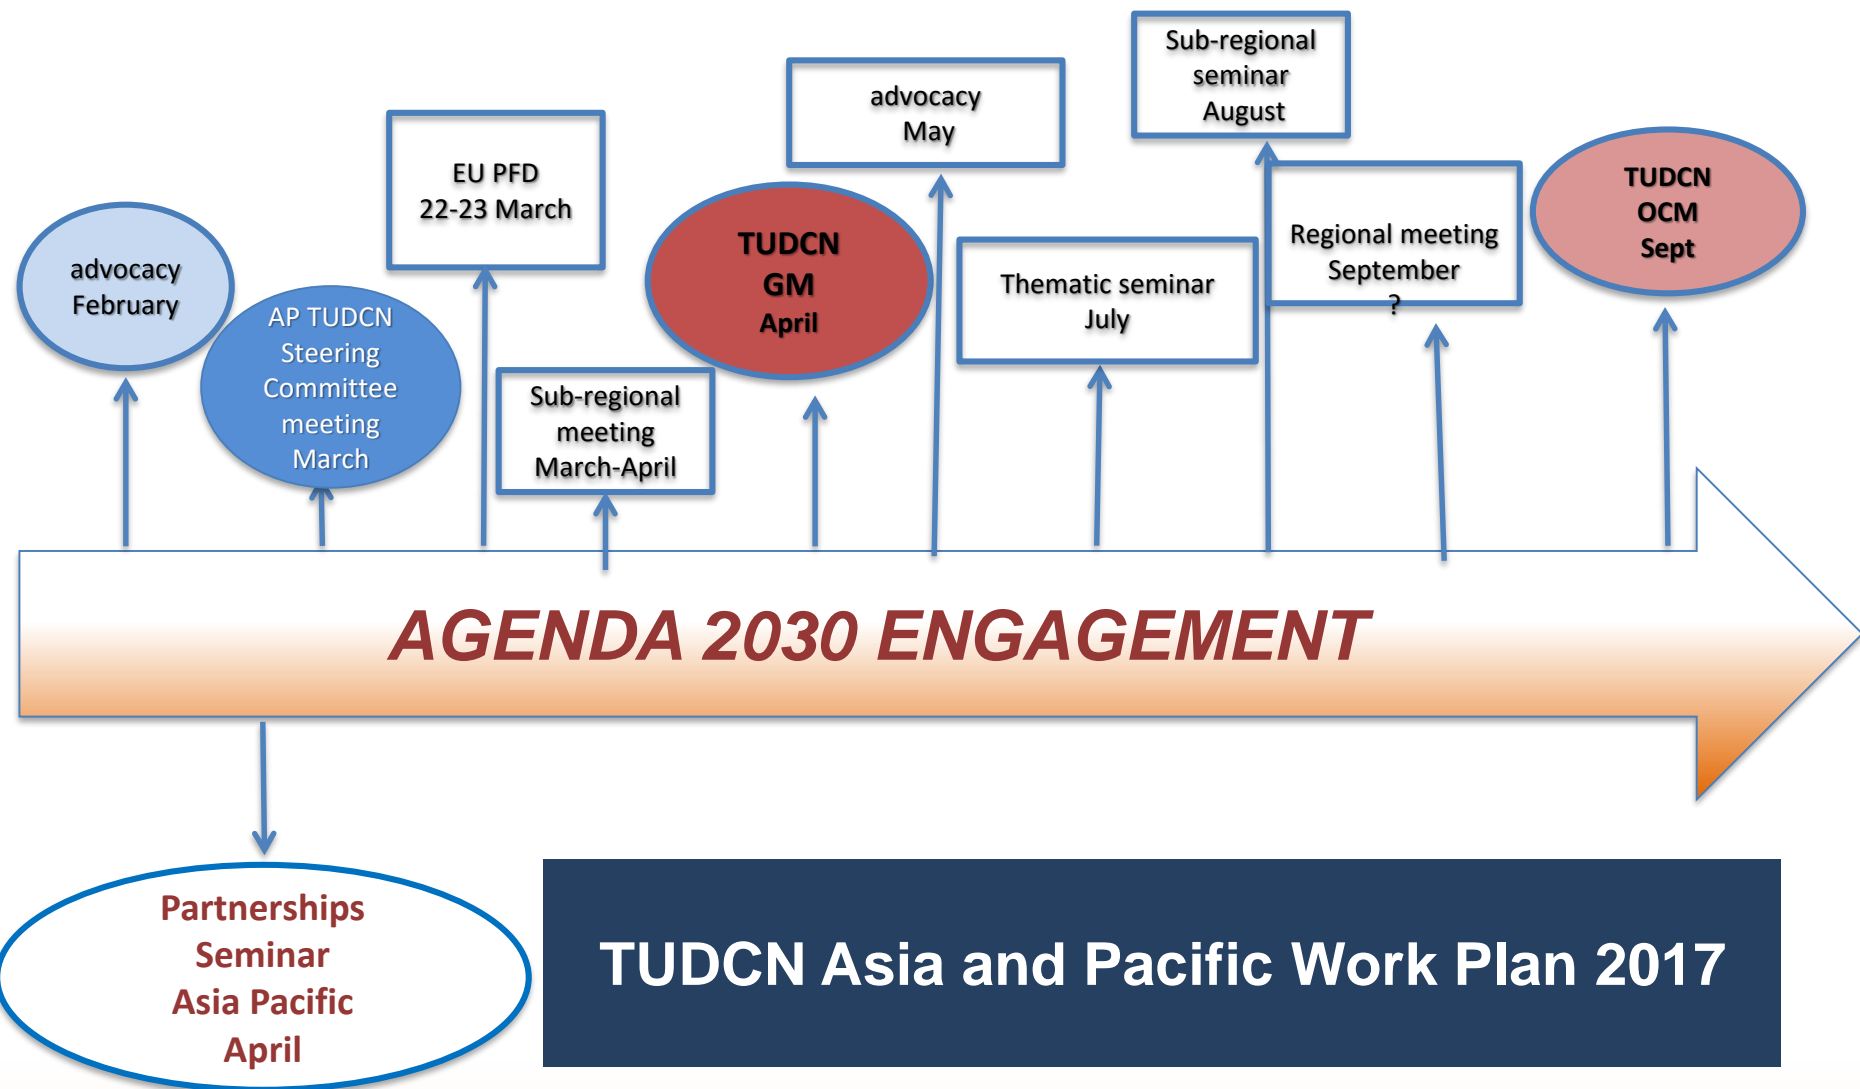 advocacy
February
AP TUDCN
Steering
Committee
meeting
March
EU PFD
22-23 March
Sub-regional
meeting
March-April
TUDCN
GM
April
advocacy
May
Thematic seminar
July
Sub-regional
seminar
August
Regional meeting
September
?
TUDCN
OCM
Sept
AGENDA 2030 ENGAGEMENT
Partnerships
Seminar
Asia Pacific
April
TUDCN Asia and Pacific Work Plan 2017